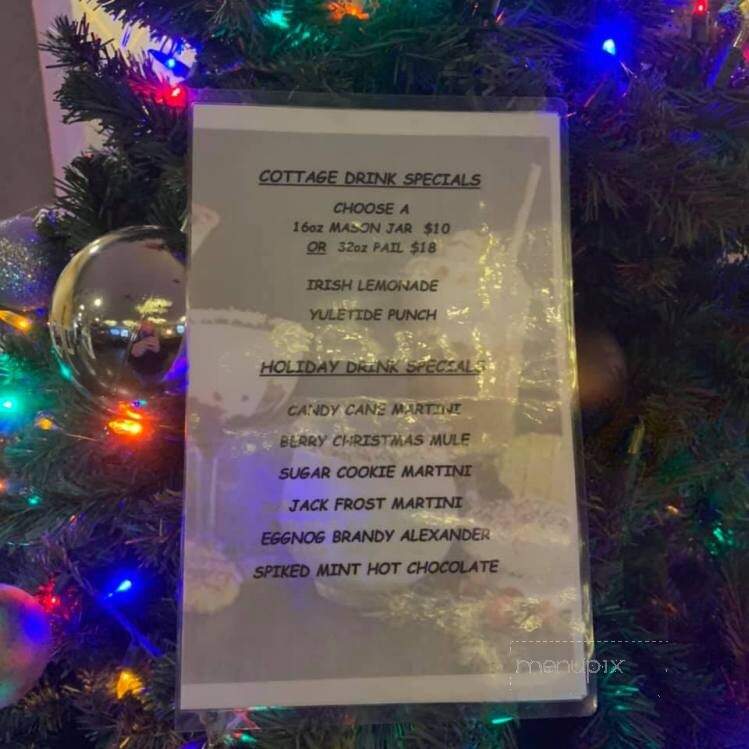 COTTAGE DRINK SPECIALS
CHOOSE A
16oz MASON JAR $10
OR 32oz PAIL $18
IRISH LEMONADE
YULETIDE PUNCH
HOLIDAY DRINK SPECIALS
CANDY CANE MARTINI
BERRY CHRISTMAS MULE
SUGAR COOKIE MARTINI
JACK FROST MARTINI
EGGNOG BRANDY ALEXANDER
SPIKED MINT HOT CHOCOLATE
menupix